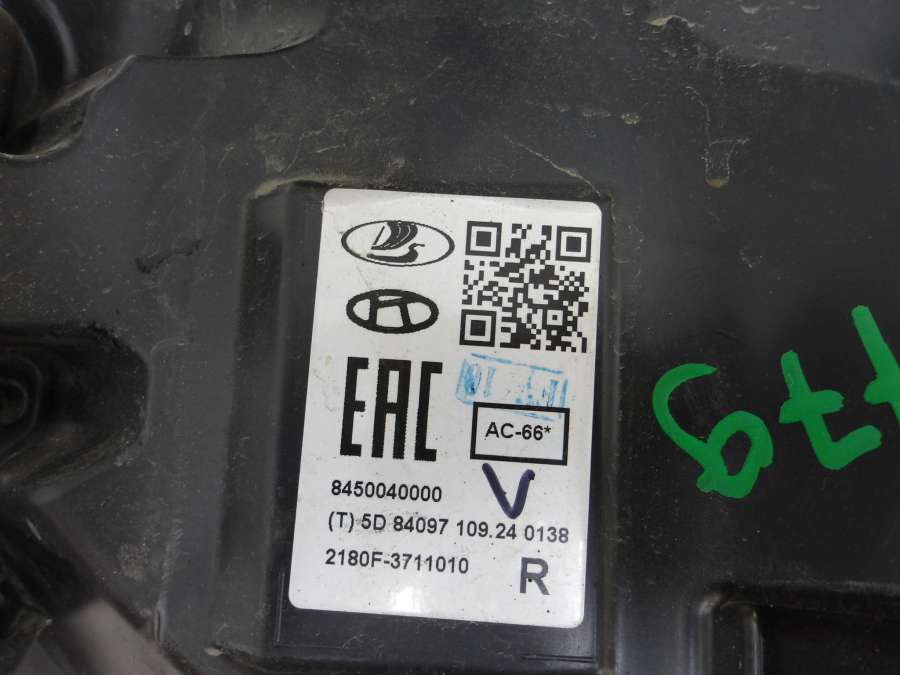 EAC
AC-66*
8450040000
(T) 5D 84097 109.24 0138
2180F-3711010
R